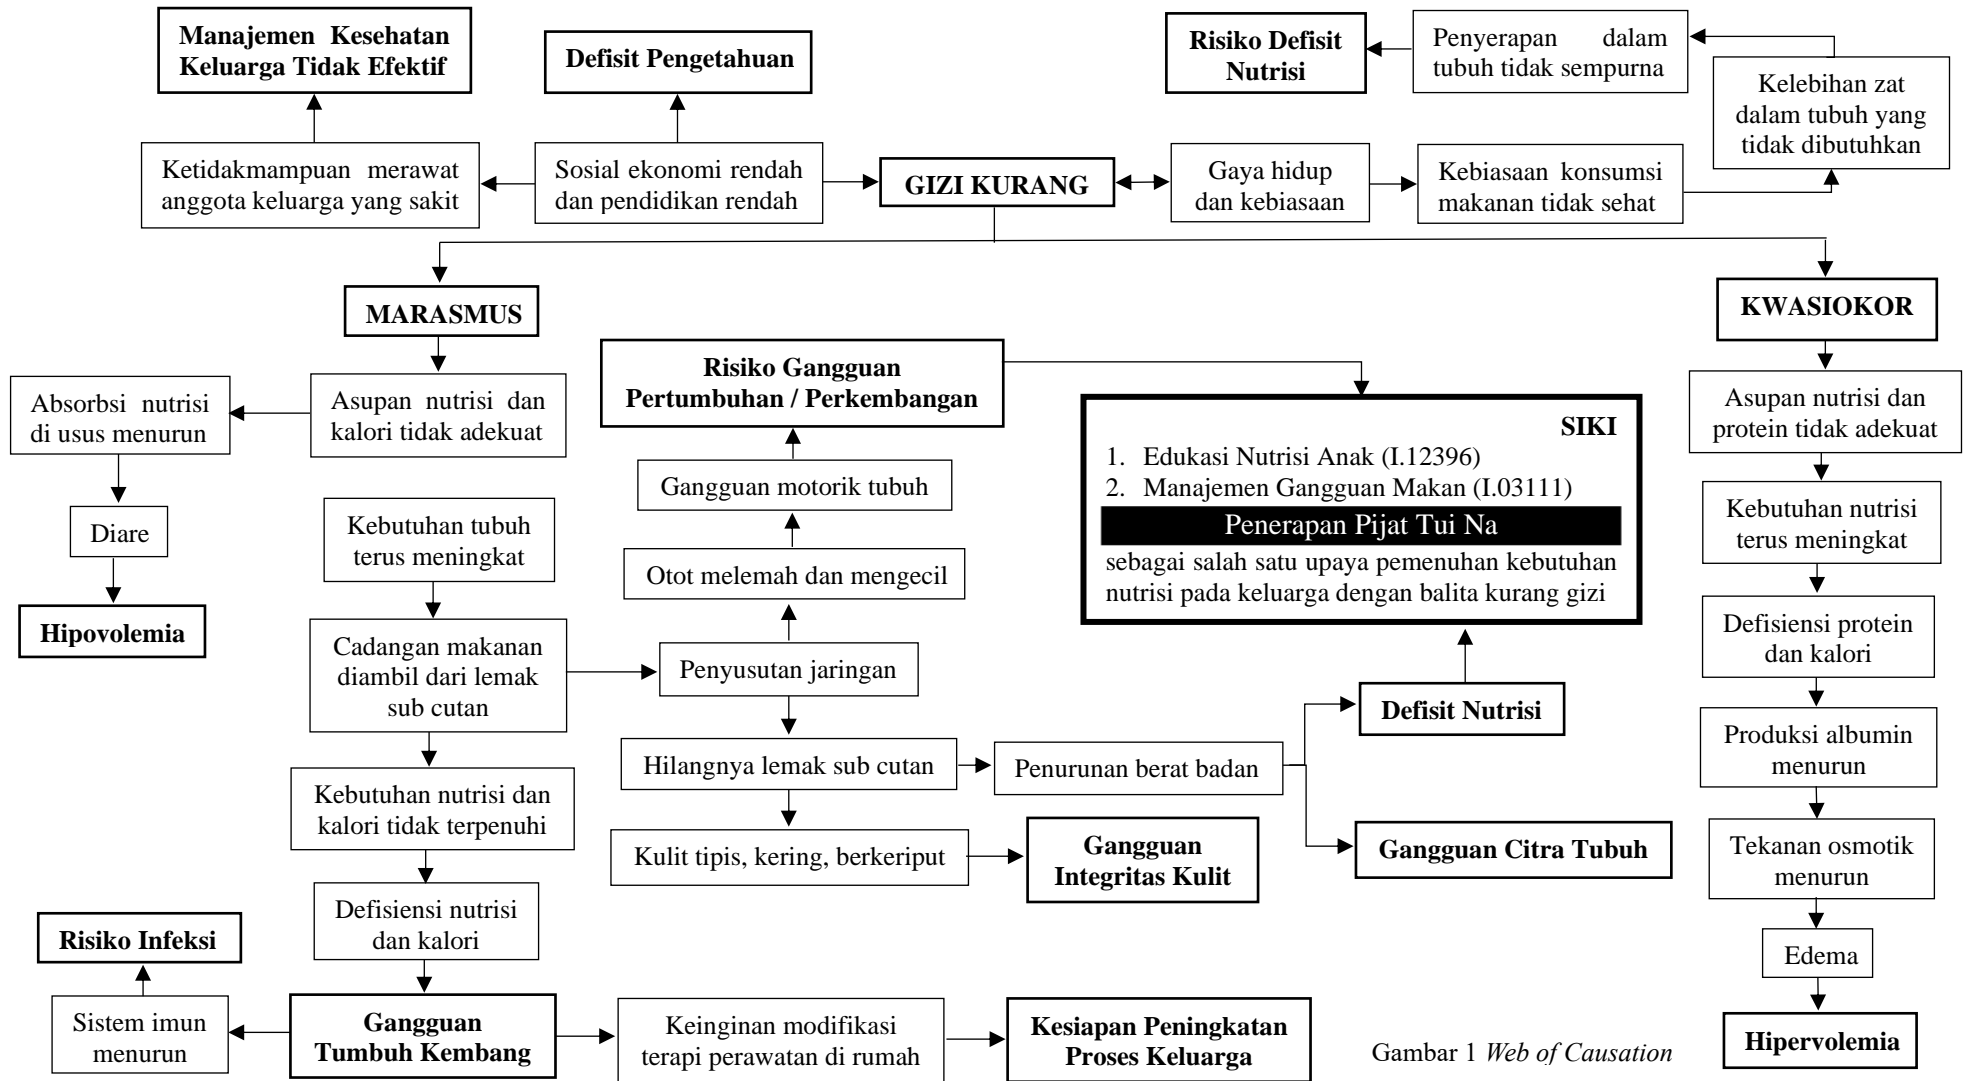 Manajemen Kesehatan
Keluarga Tidak Efektif
Defisit Pengetahuan
Risiko Defisit
Nutrisi
Penyerapan dalam
tubuh tidak sempurna
Kelebihan zat
dalam tubuh yang
tidak dibutuhkan
Ketidakmampuan merawat
anggota keluarga yang sakit
Sosial ekonomi rendah
dan pendidikan rendah
GIZI KURANG
Gaya hidup
dan kebiasaan
Kebiasaan konsumsi
makanan tidak sehat
MARASMUS
KWASIOKOR
Absorbsi nutrisi
di usus menurun
Asupan nutrisi dan
kalori tidak adekuat
Risiko Gangguan
Pertumbuhan / Perkembangan
Asupan nutrisi dan
protein tidak adekuat
SIKI
1. Edukasi Nutrisi Anak (I.12396)
2. Manajemen Gangguan Makan (I.03111)
Penerapan Pijat Tui Na
sebagai salah satu upaya pemenuhan kebutuhan
nutrisi pada keluarga dengan balita kurang gizi
Gangguan motorik tubuh
Diare
Kebutuhan tubuh
terus meningkat
Kebutuhan nutrisi
terus meningkat
Otot melemah dan mengecil
Hipovolemia
Cadangan makanan
diambil dari lemak
sub cutan
Penyusutan jaringan
Defisiensi protein
dan kalori
Defisit Nutrisi
Produksi albumin
menurun
Hilangnya lemak sub cutan
Penurunan berat badan
Kebutuhan nutrisi dan
kalori tidak terpenuhi
Kulit tipis, kering, berkeriput
Gangguan
Integritas Kulit
Gangguan Citra Tubuh
Tekanan osmotik
menurun
Defisiensi nutrisi
dan kalori
Risiko Infeksi
Edema
Sistem imun
menurun
Gangguan
Tumbuh Kembang
Keinginan modifikasi
terapi perawatan di rumah
Kesiapan Peningkatan
Proses Keluarga
Hipervolemia
Gambar 1 Web of Causation